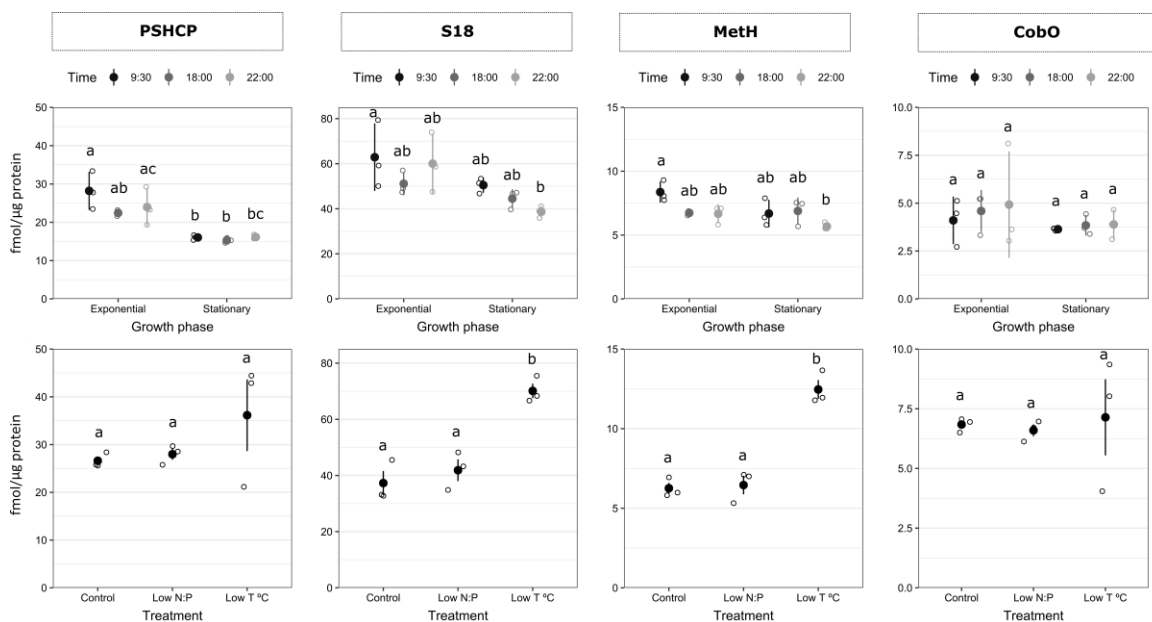 PSHCP
S18
MetH
CobO
Time 9:30 18:00 22:00
Time 9:30 18:00 22:00
Time 9:30 18:00 22:00
Time 9:30 18:00 22:00
fmol/µg protein
50
40
30
20
10
0
a
ab
ac
b
b
bc
Exponential
Stationary
Growth phase
80
60
40
20
0
a
ab
ab
ab
ab
b
Exponential
Stationary
Growth phase
15
10
5
0
a
ab
ab
ab
ab
b
Exponential
Stationary
Growth phase
10.0
7.5
5.0
2.5
0.0
a
a
a
a
a
a
Exponential
Stationary
Growth phase
fmol/µg protein
50
40
30
20
10
0
a
a
a
Control
Low N:P
Low T ºC
Treatment
80
60
40
20
0
a
a
b
Control
Low N:P
Low T ºC
Treatment
15
10
5
0
a
a
b
Control
Low N:P
Low T ºC
Treatment
10.0
7.5
5.0
2.5
0.0
a
a
a
Control
Low N:P
Low T ºC
Treatment